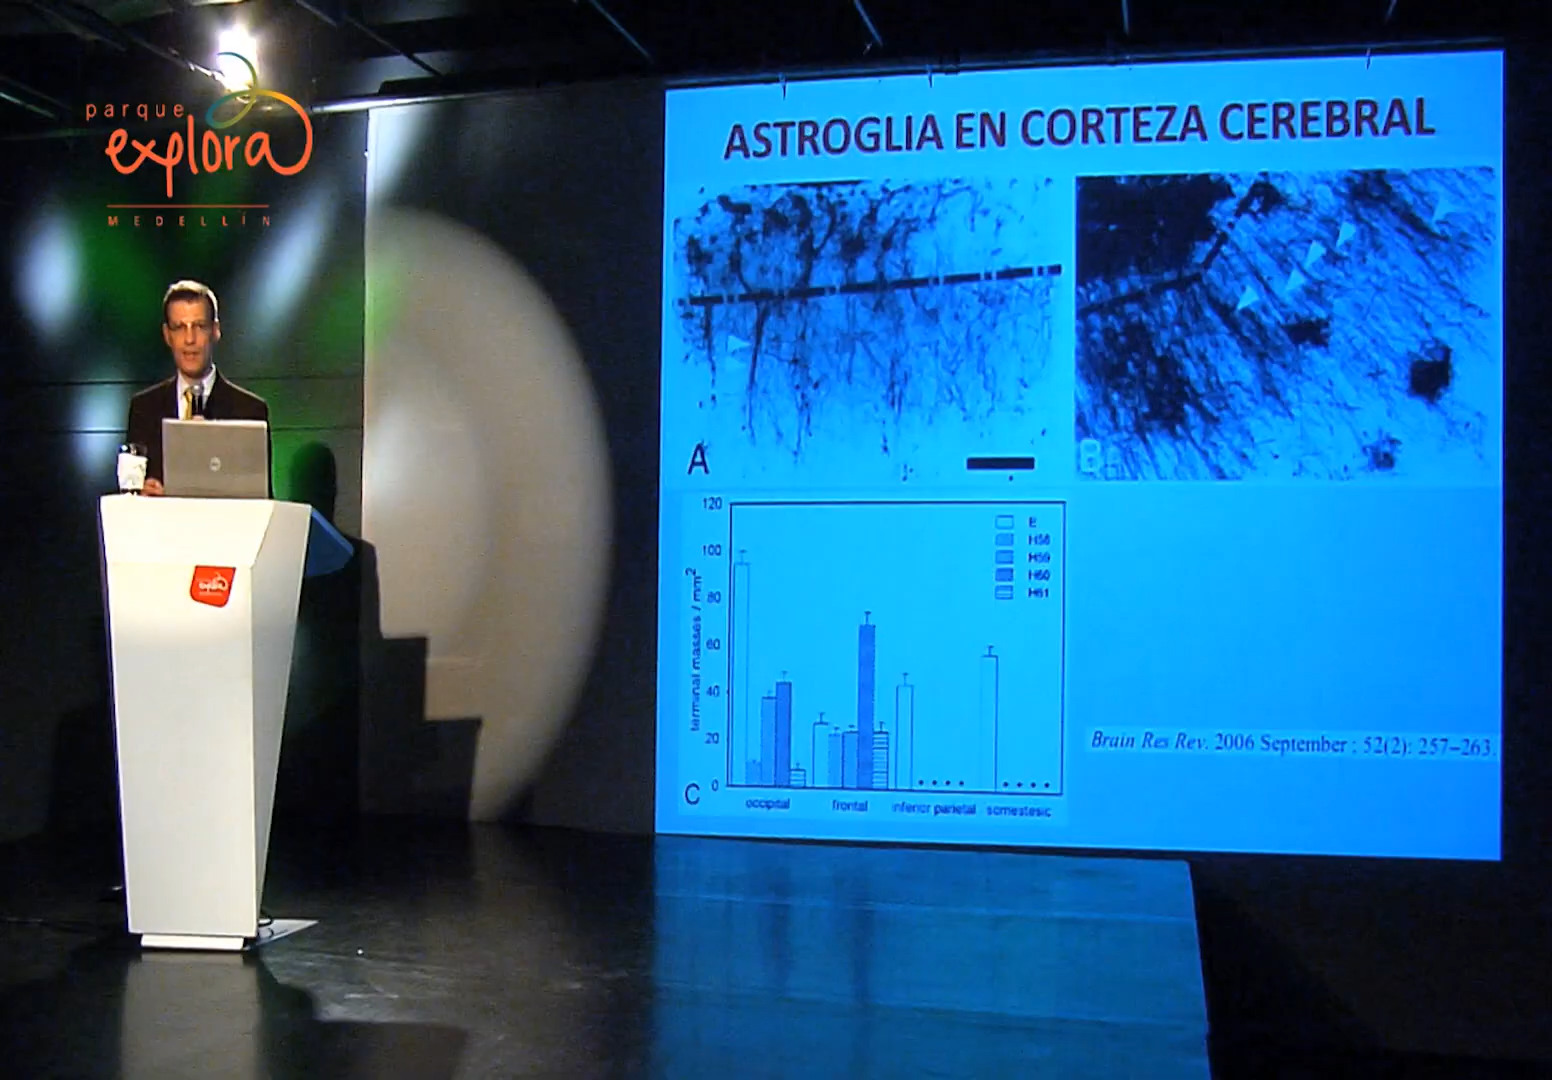 parque
explora
MEDELLÍN
ASTROGLIA EN CORTEZA CEREBRAL
A
B
120
100
80
60
40
20
0
terminal masses / mm2
E
H58
H59
H60
H61
C
occipital
frontal
inferior parietal
somestesic
Brain Res Rev. 2006 September ; 52(2): 257–263.
explora